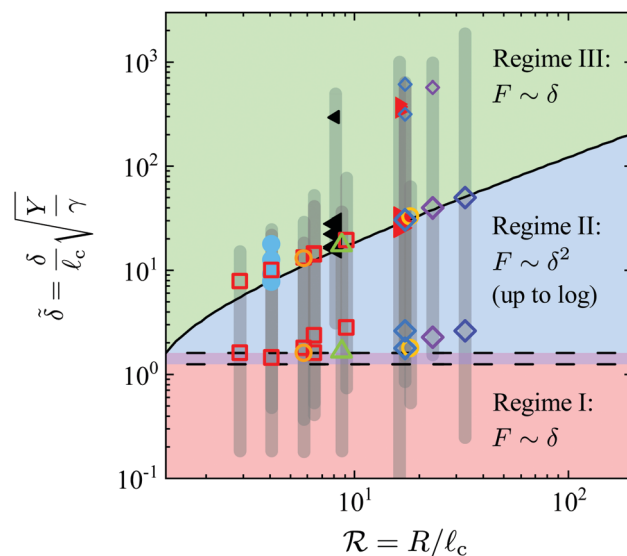 10³
10²
10¹
10⁰
10⁻¹
δ̃ = δ/ℓc √(Y/γ)
Regime III:
F ∼ δ
Regime II:
F ∼ δ²
(up to log)
Regime I:
F ∼ δ
10¹
10²
ℛ = R/ℓc